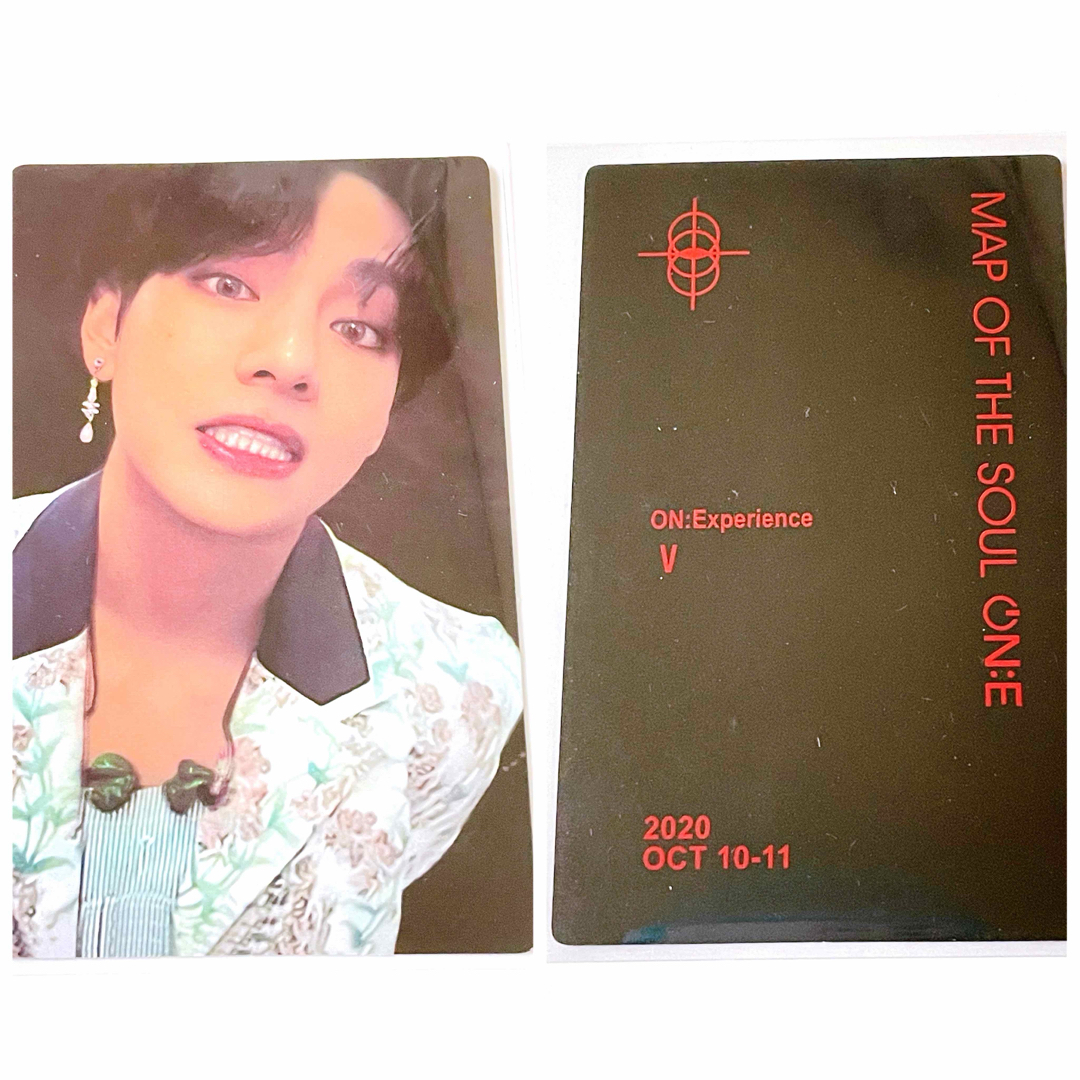 MAP OF THE SOUL ON:E
ON:Experience
V
2020
OCT 10-11